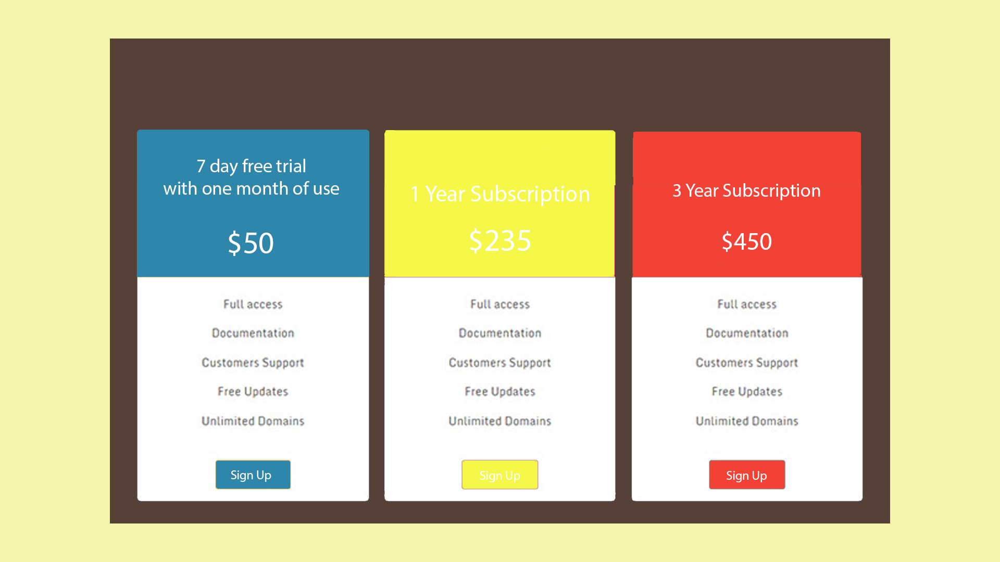 7 day free trial
with one month of use
$50
Full access
Documentation
Customers Support
Free Updates
Unlimited Domains
Sign Up
1 Year Subscription
$235
Full access
Documentation
Customers Support
Free Updates
Unlimited Domains
Sign Up
3 Year Subscription
$450
Full access
Documentation
Customers Support
Free Updates
Unlimited Domains
Sign Up